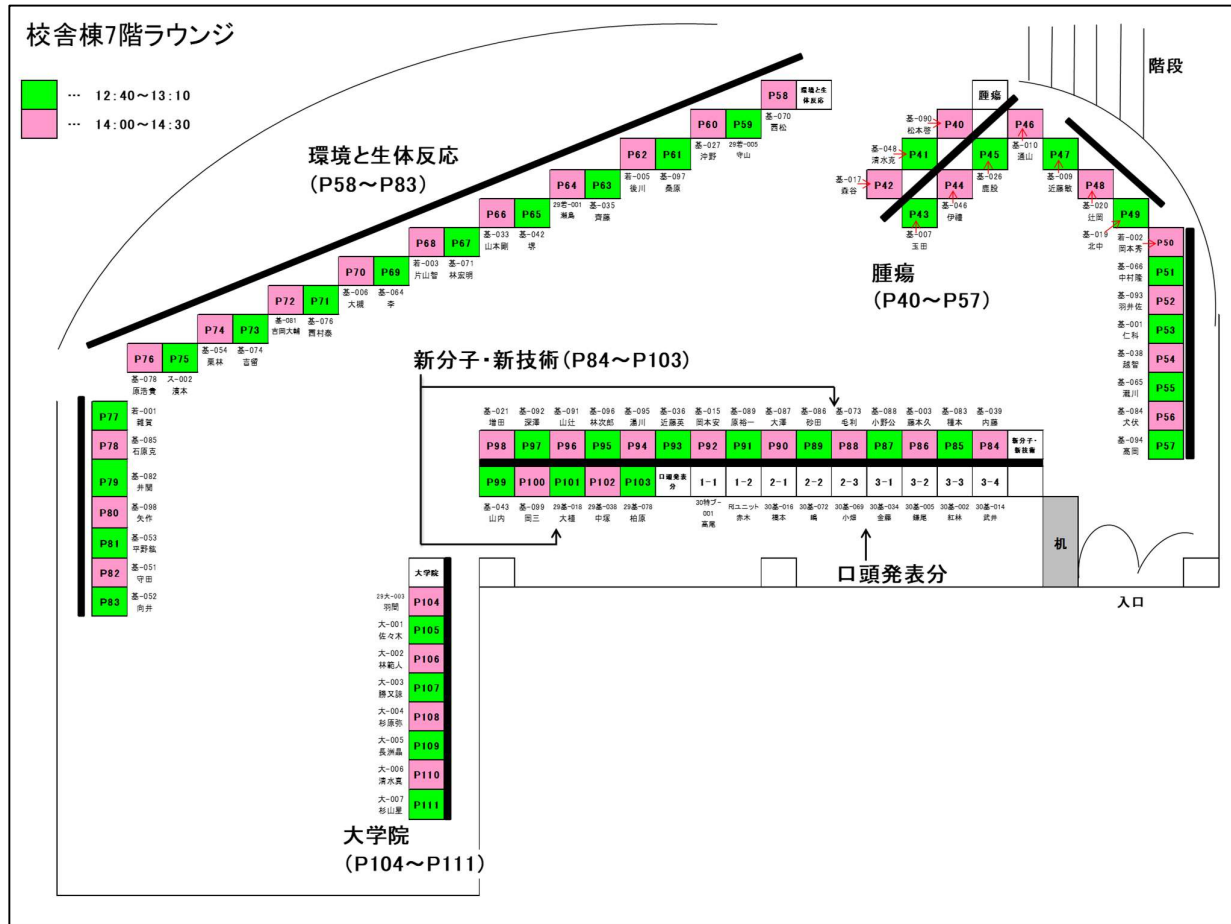 校舎棟7階ラウンジ
… 12:40~13:10
… 14:00~14:30
階段
環境と生体反応
(P58~P83)
P58
環境と生体反応
基-070
西松
P60
P59
基-027
沖野
29若-005
守山
P62
P61
若-005
後川
基-097
桑原
P64
P63
29若-001
瀬島
基-035
齊藤
P66
P65
基-033
山本剛
基-042
堺
P68
P67
若-003
片山智
基-071
林宏明
P70
P69
基-006
大槻
基-064
李
P72
P71
基-081
吉岡大輔
基-076
西村泰
P74
P73
基-054
栗林
基-074
吉留
P76
P75
基-078
原浩貴
ス-002
濱本
P77
若-001
雑賀
P78
基-085
石原克
P79
基-082
井関
P80
基-098
矢作
P81
基-053
平野紘
P82
基-051
守田
P83
基-052
向井
腫瘍
基-090
松本啓
P40
基-048
清水克
P41
基-017
森谷
P42
P43
基-007
玉田
P44
基-046
伊禮
P45
基-026
鹿股
P46
基-010
通山
P47
基-009
近藤敏
P48
基-020
辻岡
P49
基-019
北中
若-002
岡本秀
P50
基-066
中村隆
P51
基-093
羽井佐
P52
基-001
仁科
P53
基-038
越智
P54
基-065
瀧川
P55
基-084
犬伏
P56
基-094
高岡
P57
腫瘍
(P40~P57)
新分子・新技術(P84~P103)
基-021 基-092 基-091 基-096 基-095 基-036 基-015 基-089 基-087 基-086 基-073 基-088 基-003 基-083 基-039
増田 深澤 山辻 林次郎 湯川 近藤英 岡本安 原裕一 大澤 砂田 毛利 小野公 藤本久 種本 内藤
P98 P97 P96 P95 P94 P93 P92 P91 P90 P89 P88 P87 P86 P85 P84 新分子・新技術
P99 P100 P101 P102 P103 口頭発表分 1-1 1-2 2-1 2-2 2-3 3-1 3-2 3-3 3-4
基-043 基-099 29基-018 29基-038 29基-078 30特プ-001 RIユニット 30基-016 30基-072 30基-069 30基-034 30基-005 30基-002 30基-014
山内 岡三 大植 中塚 柏原 高尾 赤木 橋本 嶋 小畑 金藤 鎌尾 紅林 武井
口頭発表分
机
入口
大学院
29大-003
羽間
P104
大-001
佐々木
P105
大-002
林範人
P106
大-003
勝又諒
P107
大-004
杉原弥
P108
大-005
長洲晶
P109
大-006
清水真
P110
大-007
杉山星
P111
大学院
(P104~P111)